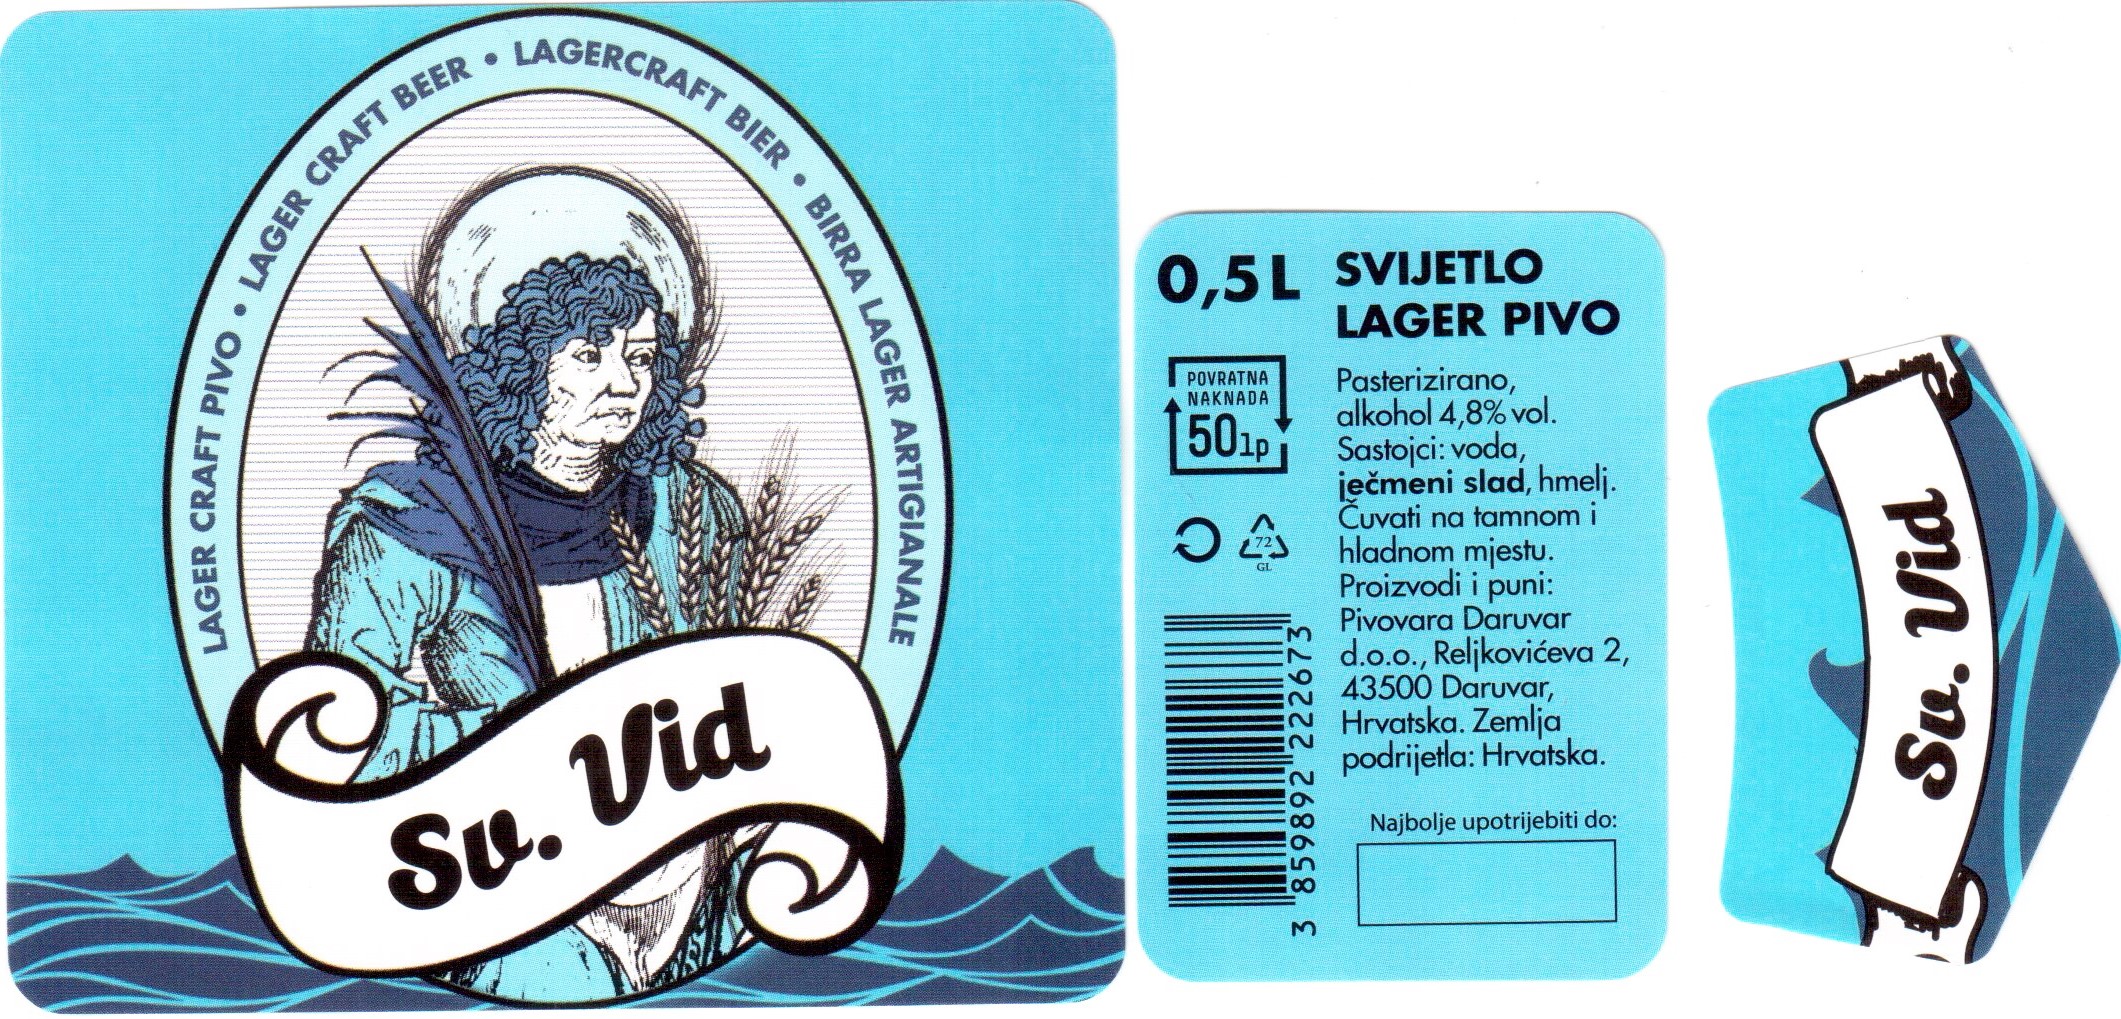 LAGER CRAFT PIVO • LAGER CRAFT BEER • LAGERCRAFT BIER • BIRRA LAGER ARTIGIANALE
Sv. Vid
0,5 L
SVIJETLO
LAGER PIVO
POVRATNA
NAKNADA
50lp
72
GL
3 859892 222673
Pasterizirano,
alkohol 4,8% vol.
Sastojci: voda,
ječmeni slad, hmelj.
Čuvati na tamnom i
hladnom mjestu.
Proizvodi i puni:
Pivovara Daruvar
d.o.o., Reljkovićeva 2,
43500 Daruvar,
Hrvatska. Zemlja
podrijetla: Hrvatska.
Najbolje upotrijebiti do:
Sv. Vid